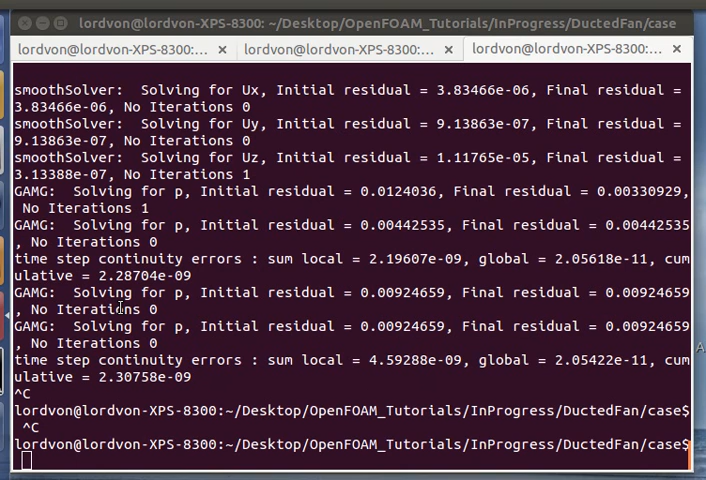 lordvon@lordvon-XPS-8300: ~/Desktop/OpenFOAM_Tutorials/InProgress/DuctedFan/case
lordvon@lordvon-XPS-8300:... × lordvon@lordvon-XPS-8300:... × lordvon@lordvon-XPS-8300:... ×
smoothSolver:  Solving for Ux, Initial residual = 3.83466e-06, Final residual =
3.83466e-06, No Iterations 0
smoothSolver:  Solving for Uy, Initial residual = 9.13863e-07, Final residual =
9.13863e-07, No Iterations 0
smoothSolver:  Solving for Uz, Initial residual = 1.11765e-05, Final residual =
3.13388e-07, No Iterations 1
GAMG:  Solving for p, Initial residual = 0.0124036, Final residual = 0.00330929,
 No Iterations 1
GAMG:  Solving for p, Initial residual = 0.00442535, Final residual = 0.00442535
, No Iterations 0
time step continuity errors : sum local = 2.19607e-09, global = 2.05618e-11, cum
ulative = 2.28704e-09
GAMG:  Solving for p, Initial residual = 0.00924659, Final residual = 0.00924659
, No Iterations 0
GAMG:  Solving for p, Initial residual = 0.00924659, Final residual = 0.00924659
, No Iterations 0
time step continuity errors : sum local = 4.59288e-09, global = 2.05422e-11, cum
ulative = 2.30758e-09
^C
lordvon@lordvon-XPS-8300:~/Desktop/OpenFOAM_Tutorials/InProgress/DuctedFan/case$
 ^C
lordvon@lordvon-XPS-8300:~/Desktop/OpenFOAM_Tutorials/InProgress/DuctedFan/case$